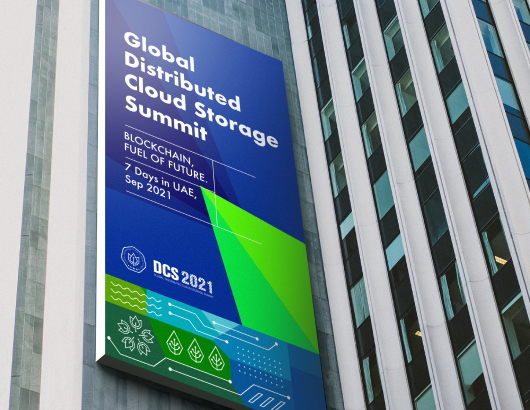 Global
Distributed
Cloud Storage
Summit
BLOCKCHAIN,
FUEL OF FUTURE.
7 Days in UAE,
Sep 2021
DCS 2021